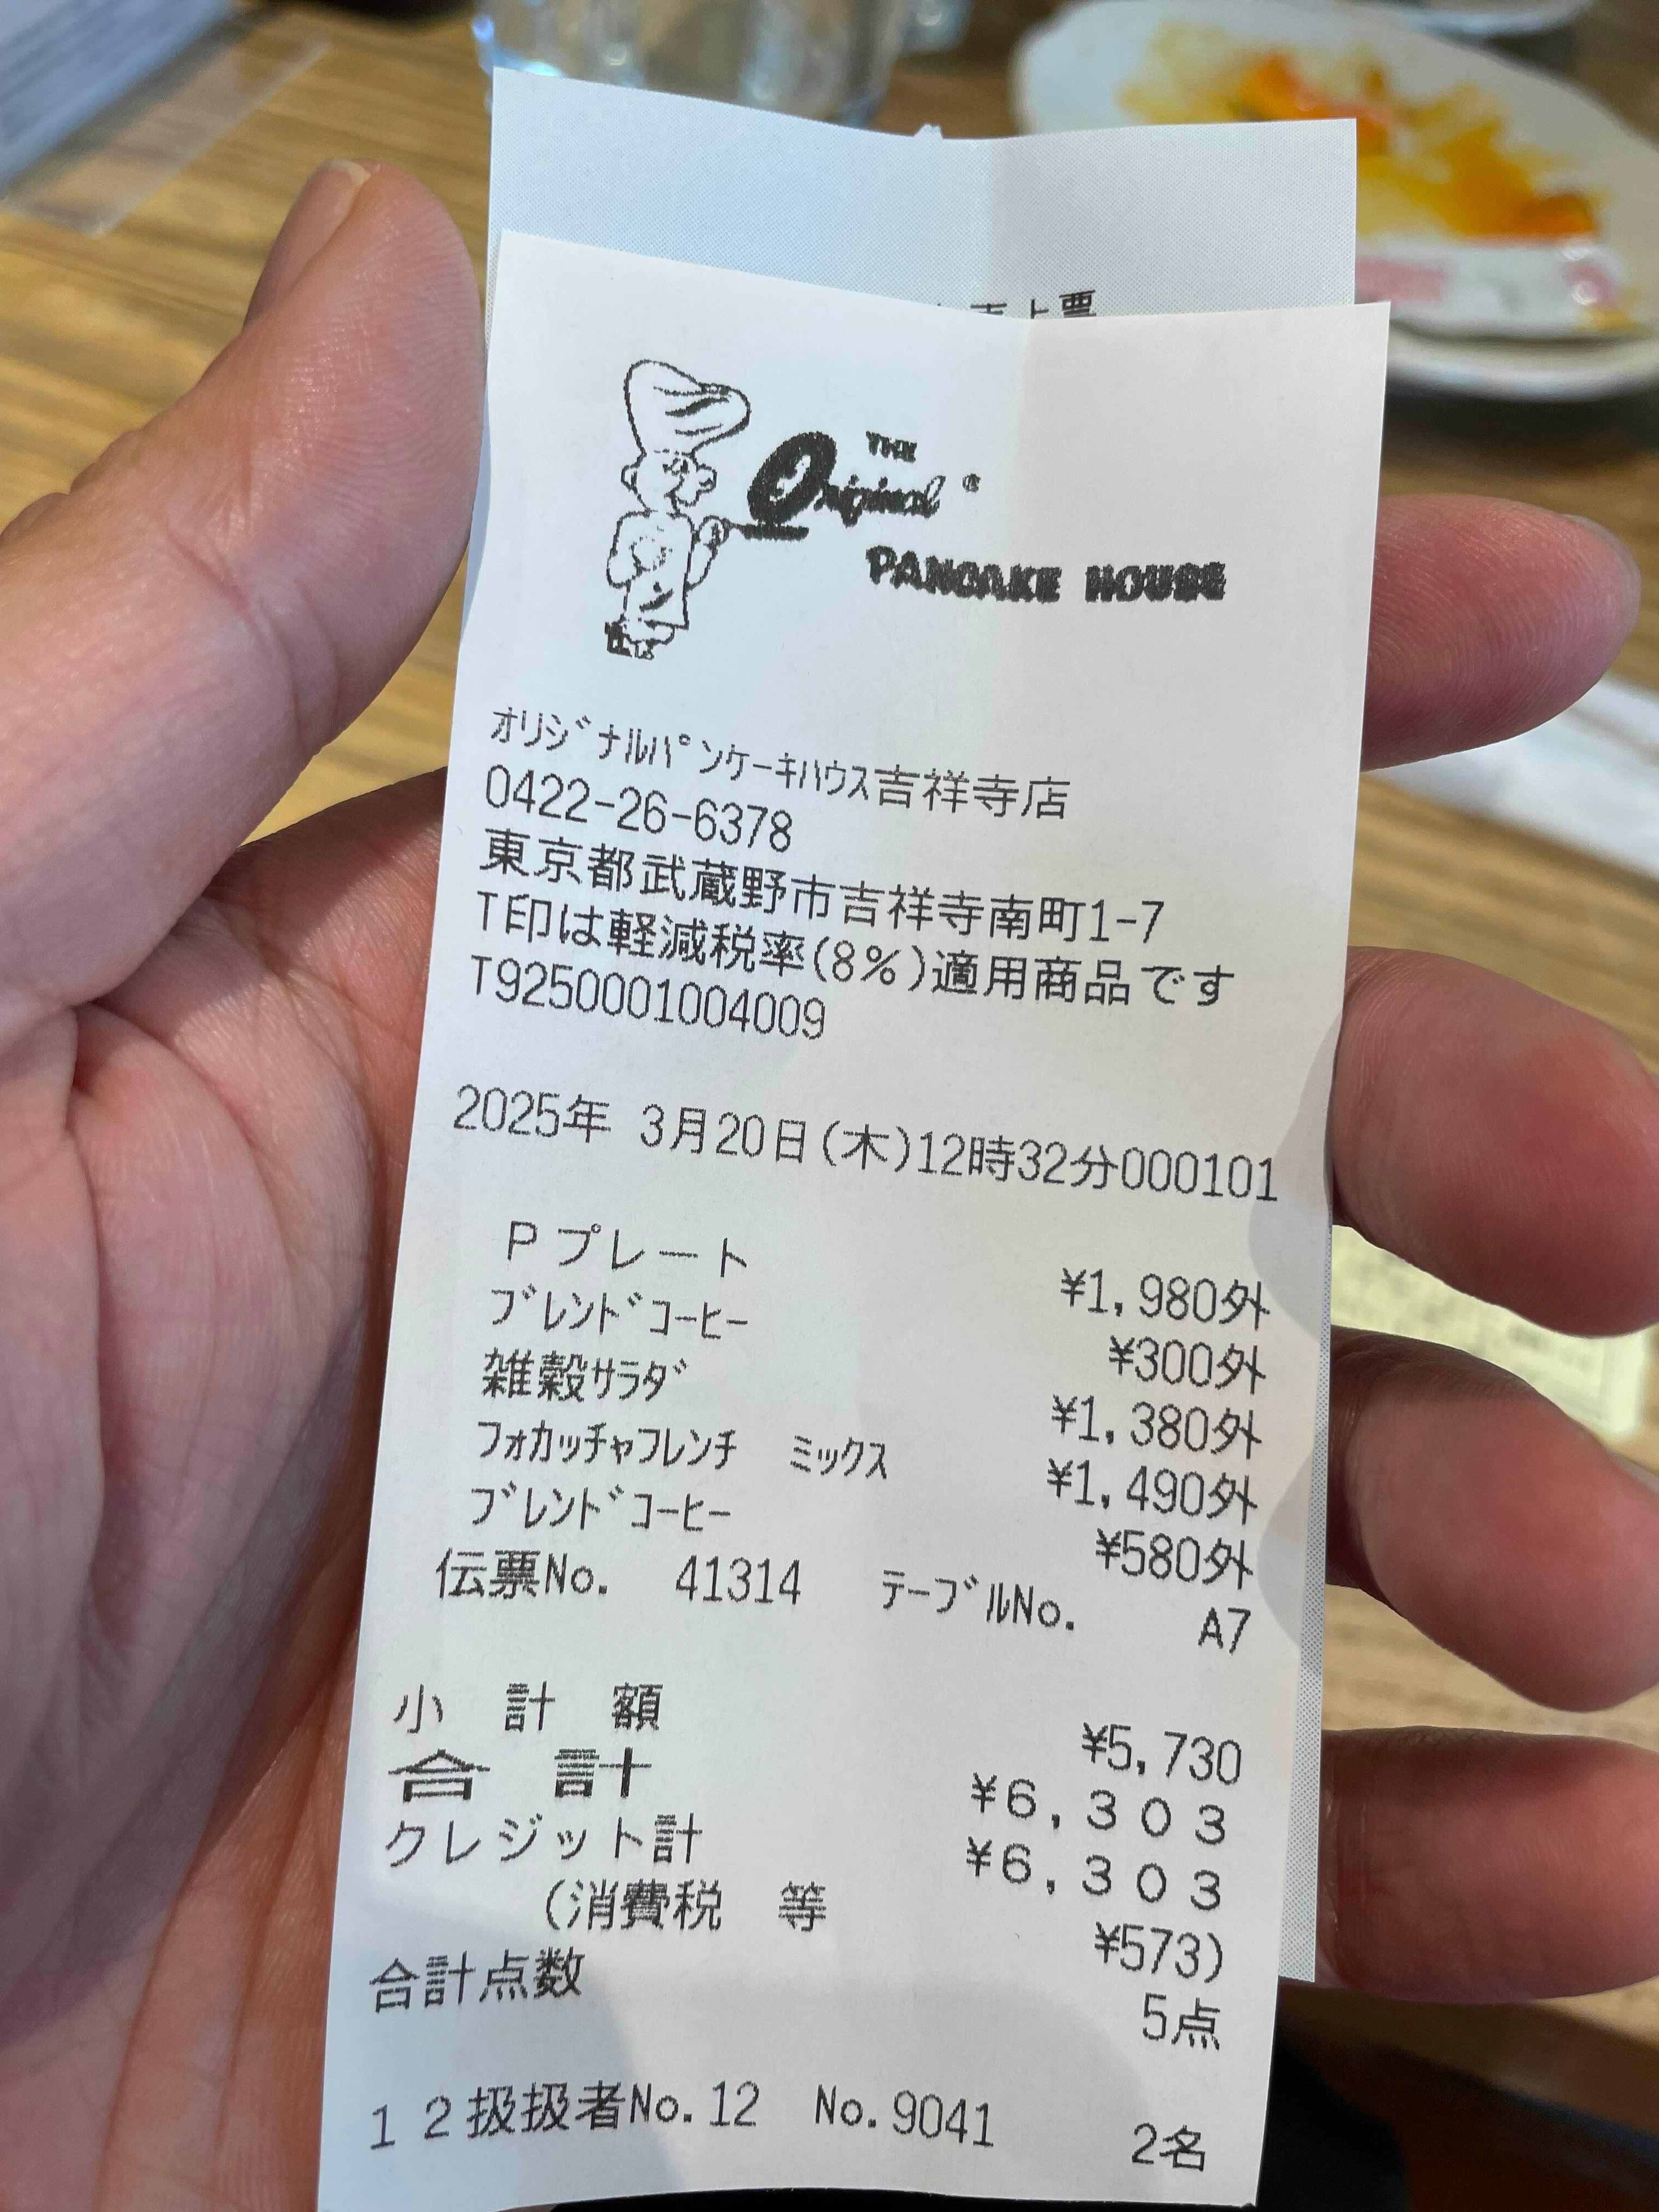 売上票
THE
Original ®
PANCAKE HOUSE
ｵﾘｼﾞﾅﾙﾊﾟﾝｹｰｷﾊｳｽ吉祥寺店
0422-26-6378
東京都武蔵野市吉祥寺南町1-7
T印は軽減税率(8%)適用商品です
T9250001004009
2025年 3月20日(木)12時32分000101
Ｐプレート ¥1,980外
ﾌﾞﾚﾝﾄﾞｺｰﾋｰ ¥300外
雑穀ｻﾗﾀﾞ ¥1,380外
ﾌｫｶｯﾁｬﾌﾚﾝﾁ ﾐｯｸｽ ¥1,490外
ﾌﾞﾚﾝﾄﾞｺｰﾋｰ ¥580外
伝票No. 41314 ﾃｰﾌﾞﾙNo. A7
小 計 額 ¥5,730
合 計 ¥６,３０３
クレジット計 ¥６,３０３
(消費税 等 ¥573)
合計点数 5点
１２扱扱者No.12 No.9041 2名